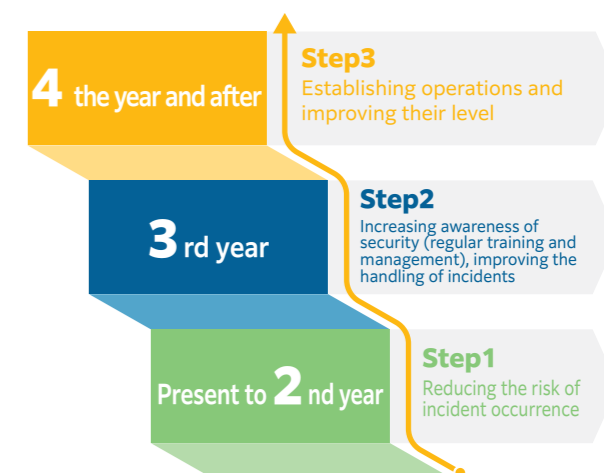 4 the year and after
Step3
Establishing operations and
improving their level
3 rd year
Step2
Increasing awareness of
security (regular training and
management), improving the
handling of incidents
Present to 2 nd year
Step1
Reducing the risk of
incident occurrence